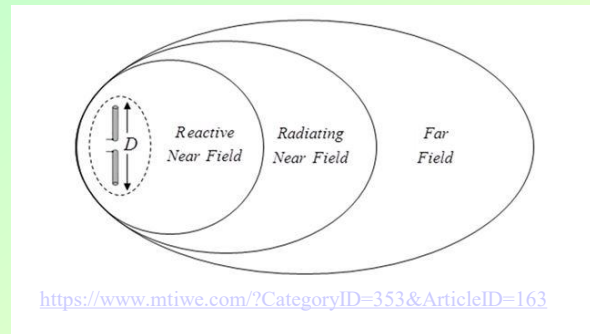 Reactive
Near Field
Radiating
Near Field
Far
Field
D
https://www.mtiwe.com/?CategoryID=353&ArticleID=163